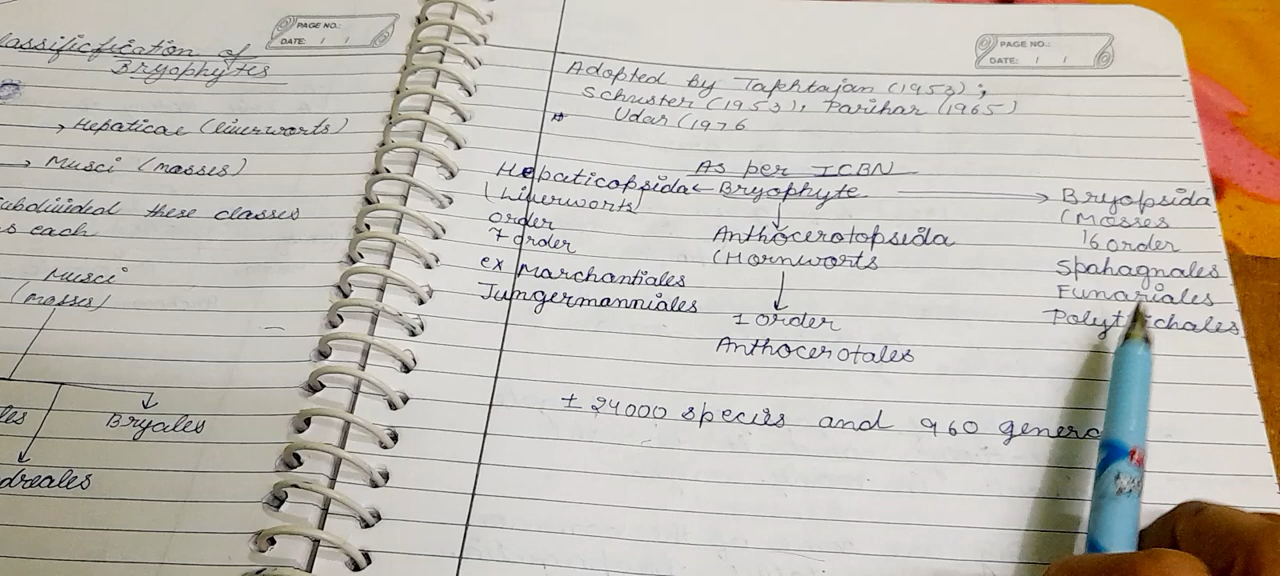 PAGE NO.:
DATE: / /
lassificfication of
Bryophytes
→ Hepaticae (liverworts)
→ Musci (mosses)
subdivided these classes
s each
Musci
(mosses)
les
Bryales
dreales
PAGE NO.:
DATE: / /
Adopted by Takhtajan (1953);
Schuster (1953), Parihar (1965)
Udar (1976
As per ICBN
Hepaticopsida ← Bryophyte → Bryopsida
(Liverworts)
order
7 order
ex Marchantiales
Jungermanniales
Anthocerotopsida
(Hornworts
1 order
Anthocerotales
(Mosses
16 order
Spahagnales
Funariales
Polytrichales
± 24000 species and 960 genera